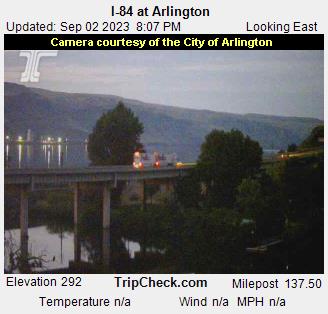 I-84 at Arlington
Updated: Sep 02 2023 8:07 PM Looking East
Camera courtesy of the City of Arlington
Elevation 292 TripCheck.com Milepost 137.50
Temperature n/a Wind n/a MPH n/a